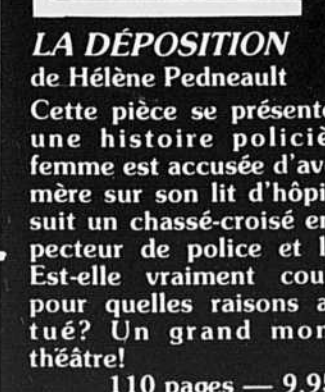 LA DÉPOSITION
de Hélène Pedneault
Cette pièce se présent
une histoire polici
femme est accusée d'av
mère sur son lit d'hôpi
suit un chassé-croisé e
pecteur de police et l
Est-elle vraiment cou
pour quelles raisons a
tué? Un grand mor
théâtre!
110 pages — 9,9